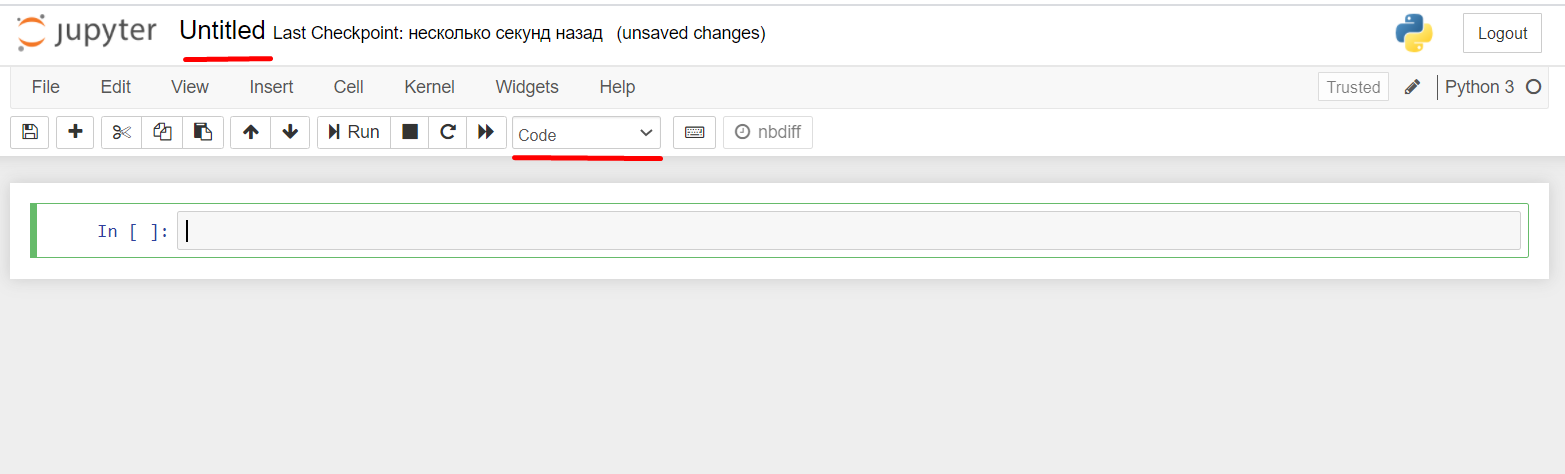 jupyter Untitled Last Checkpoint: несколько секунд назад (unsaved changes) Logout
File Edit View Insert Cell Kernel Widgets Help Trusted Python 3
Run Code nbdiff
In [ ]: